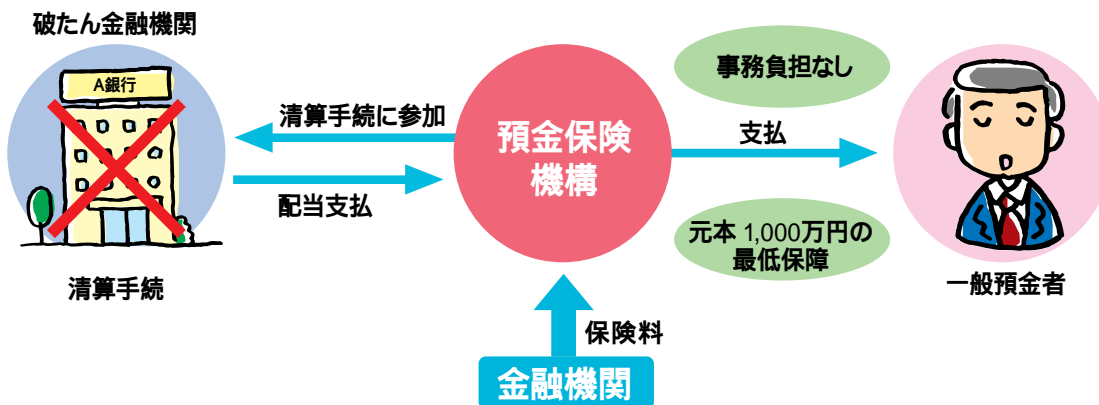 破たん金融機関
A銀行
清算手続
清算手続に参加
配当支払
預金保険
機構
事務負担なし
支払
元本 1,000万円の
最低保障
一般預金者
保険料
金融機関